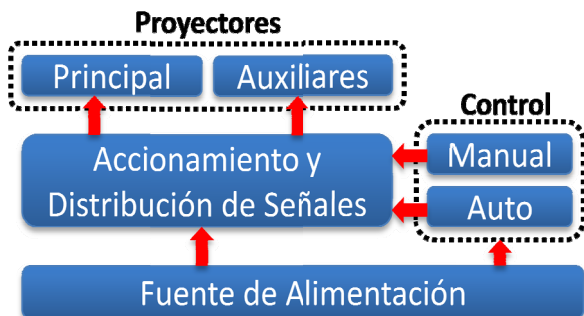 Proyectores
Principal
Auxiliares
Control
Accionamiento y
Distribución de Señales
Manual
Auto
Fuente de Alimentación